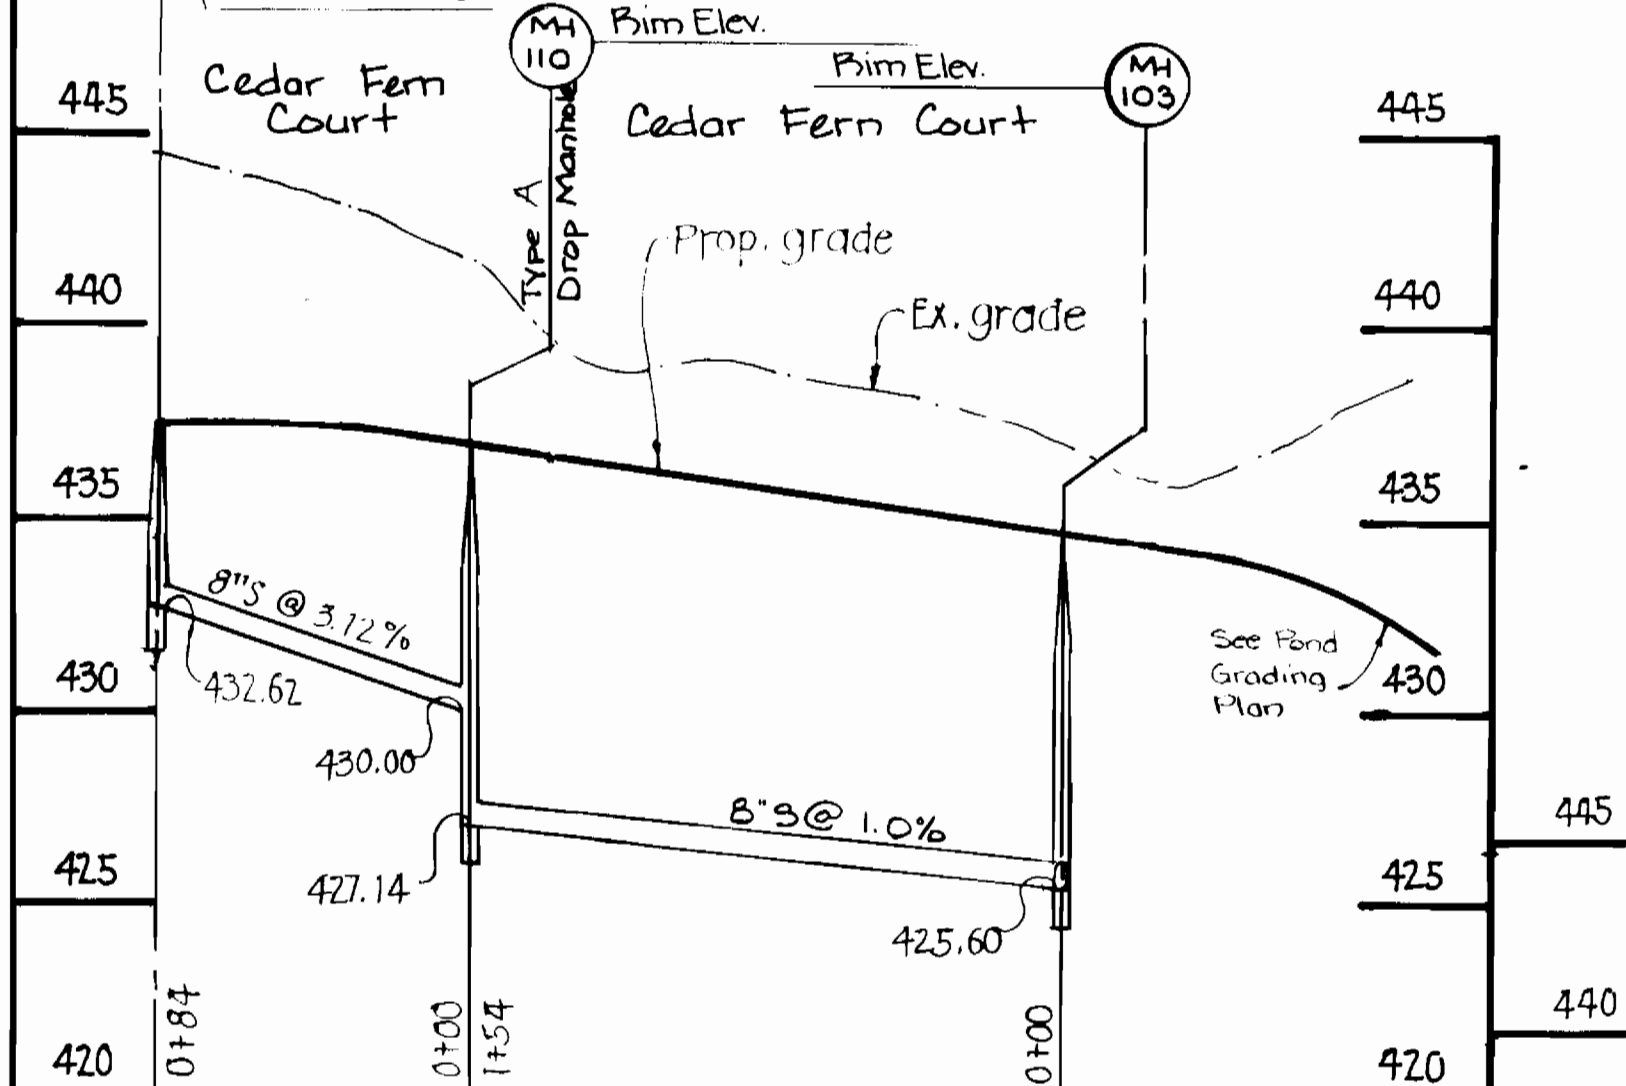 MH
110
Rim Elev.
Rim Elev.
MH
103
Cedar Fern
Court
Cedar Fern Court
Type A
Drop Manhole
445
445
Prop. grade
440
Ex. grade
440
435
435
8"S @ 3.12%
See Pond
Grading
Plan
430
432.62
430
430.00
8"S @ 1.0%
445
425
427.14
425
425.60
440
0+84
0+00
1+54
0+00
420
420